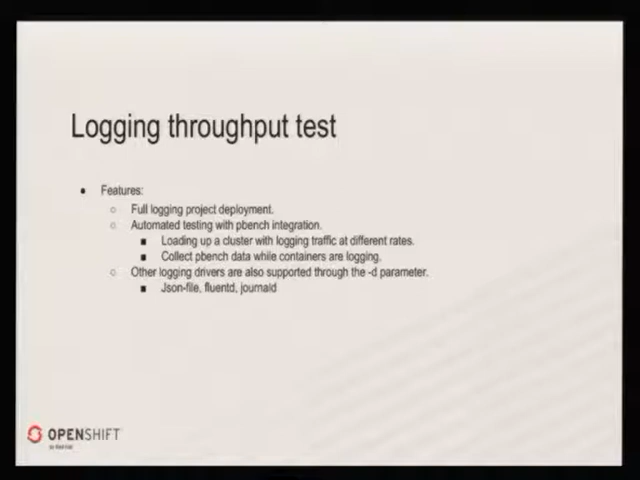 Logging throughput test
● Features:
○ Full logging project deployment.
○ Automated testing with pbench integration.
■ Loading up a cluster with logging traffic at different rates.
■ Collect pbench data while containers are logging.
○ Other logging drivers are also supported through the -d parameter.
■ Json-file, fluentd, journald
OPENSHIFT
by Red Hat